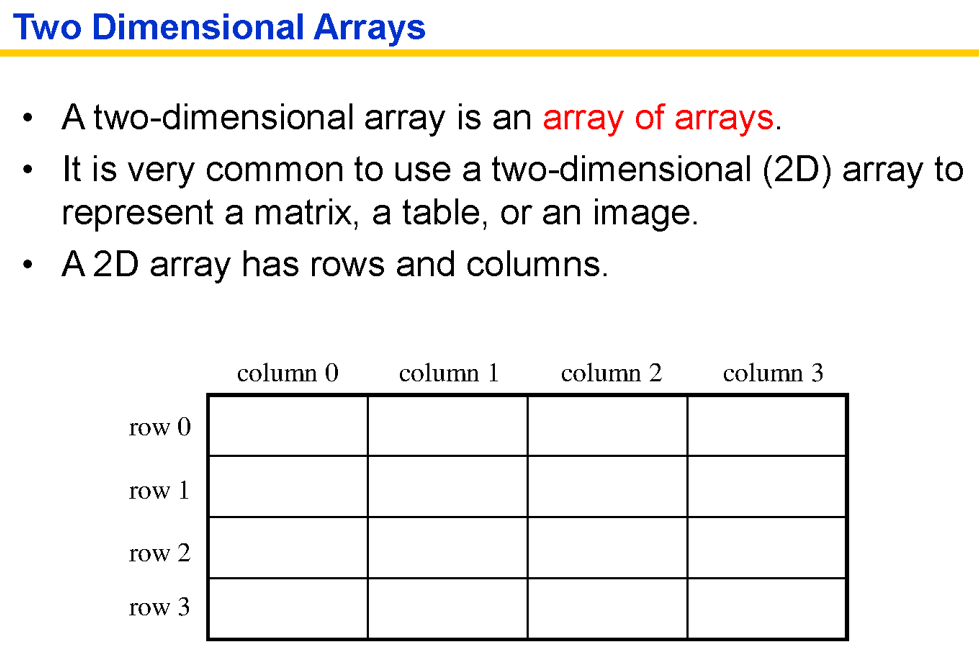 Two Dimensional Arrays
• A two-dimensional array is an array of arrays.
• It is very common to use a two-dimensional (2D) array to
represent a matrix, a table, or an image.
• A 2D array has rows and columns.
column 0 column 1 column 2 column 3
row 0
row 1
row 2
row 3